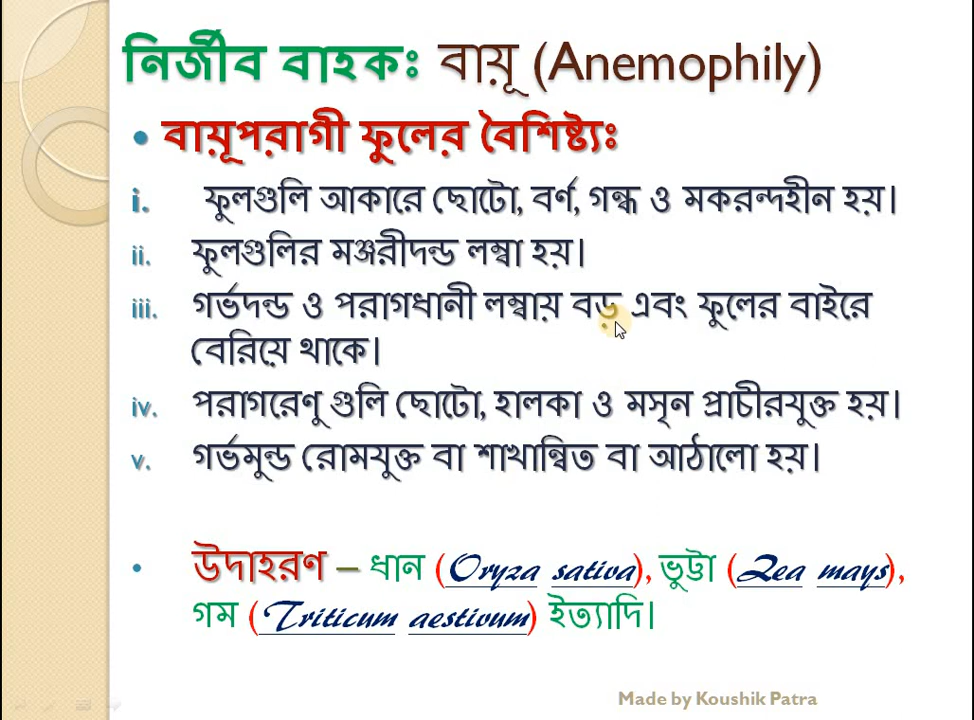 নির্জীব বাহকঃ বায়ূ (Anemophily)
• বায়ূপরাগী ফুলের বৈশিষ্ট্যঃ
i. ফুলগুলি আকারে ছোটো, বর্ণ, গন্ধ ও মকরন্দহীন হয়।
ii. ফুলগুলির মঞ্জরীদন্ড লম্বা হয়।
iii. গর্ভদন্ড ও পরাগধানী লম্বায় বড় এবং ফুলের বাইরে
বেরিয়ে থাকে।
iv. পরাগরেণু গুলি ছোটো, হালকা ও মসৃন প্রাচীরযুক্ত হয়।
v. গর্ভমুন্ড রোমযুক্ত বা শাখান্বিত বা আঠালো হয়।
• উদাহরণ – ধান (Oryza sativa), ভুট্টা (Zea mays),
গম (Triticum aestivum) ইত্যাদি।
Made by Koushik Patra